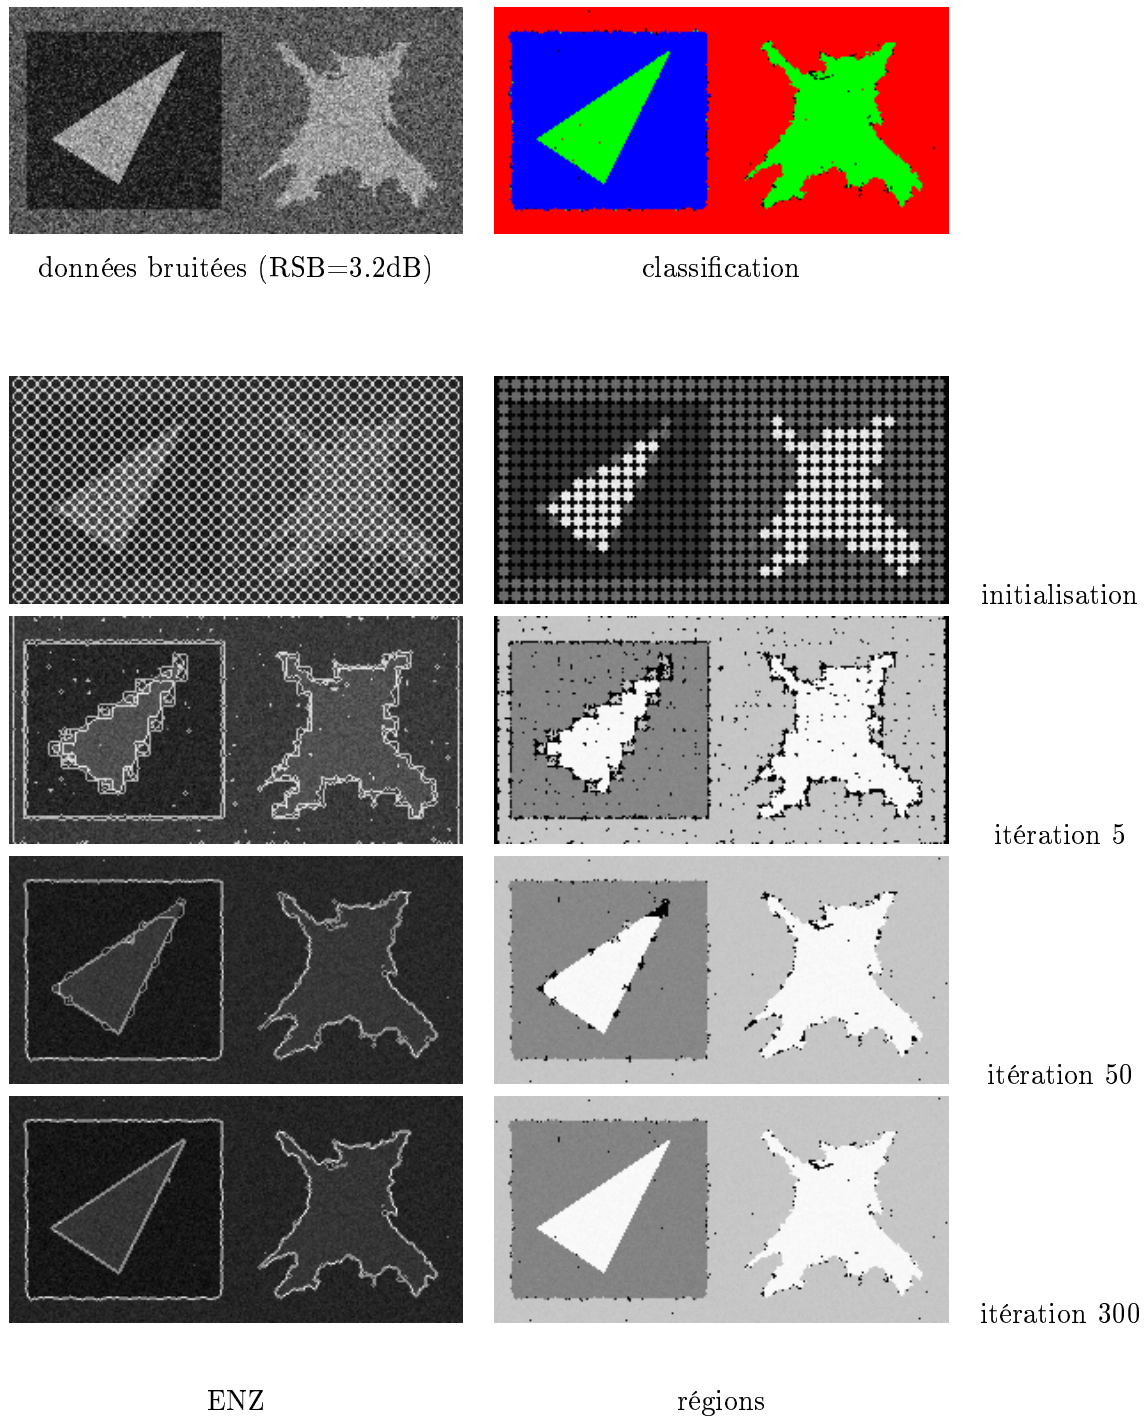 données bruitées (RSB=3.2dB)
classification
initialisation
itération 5
itération 50
itération 300
ENZ
régions